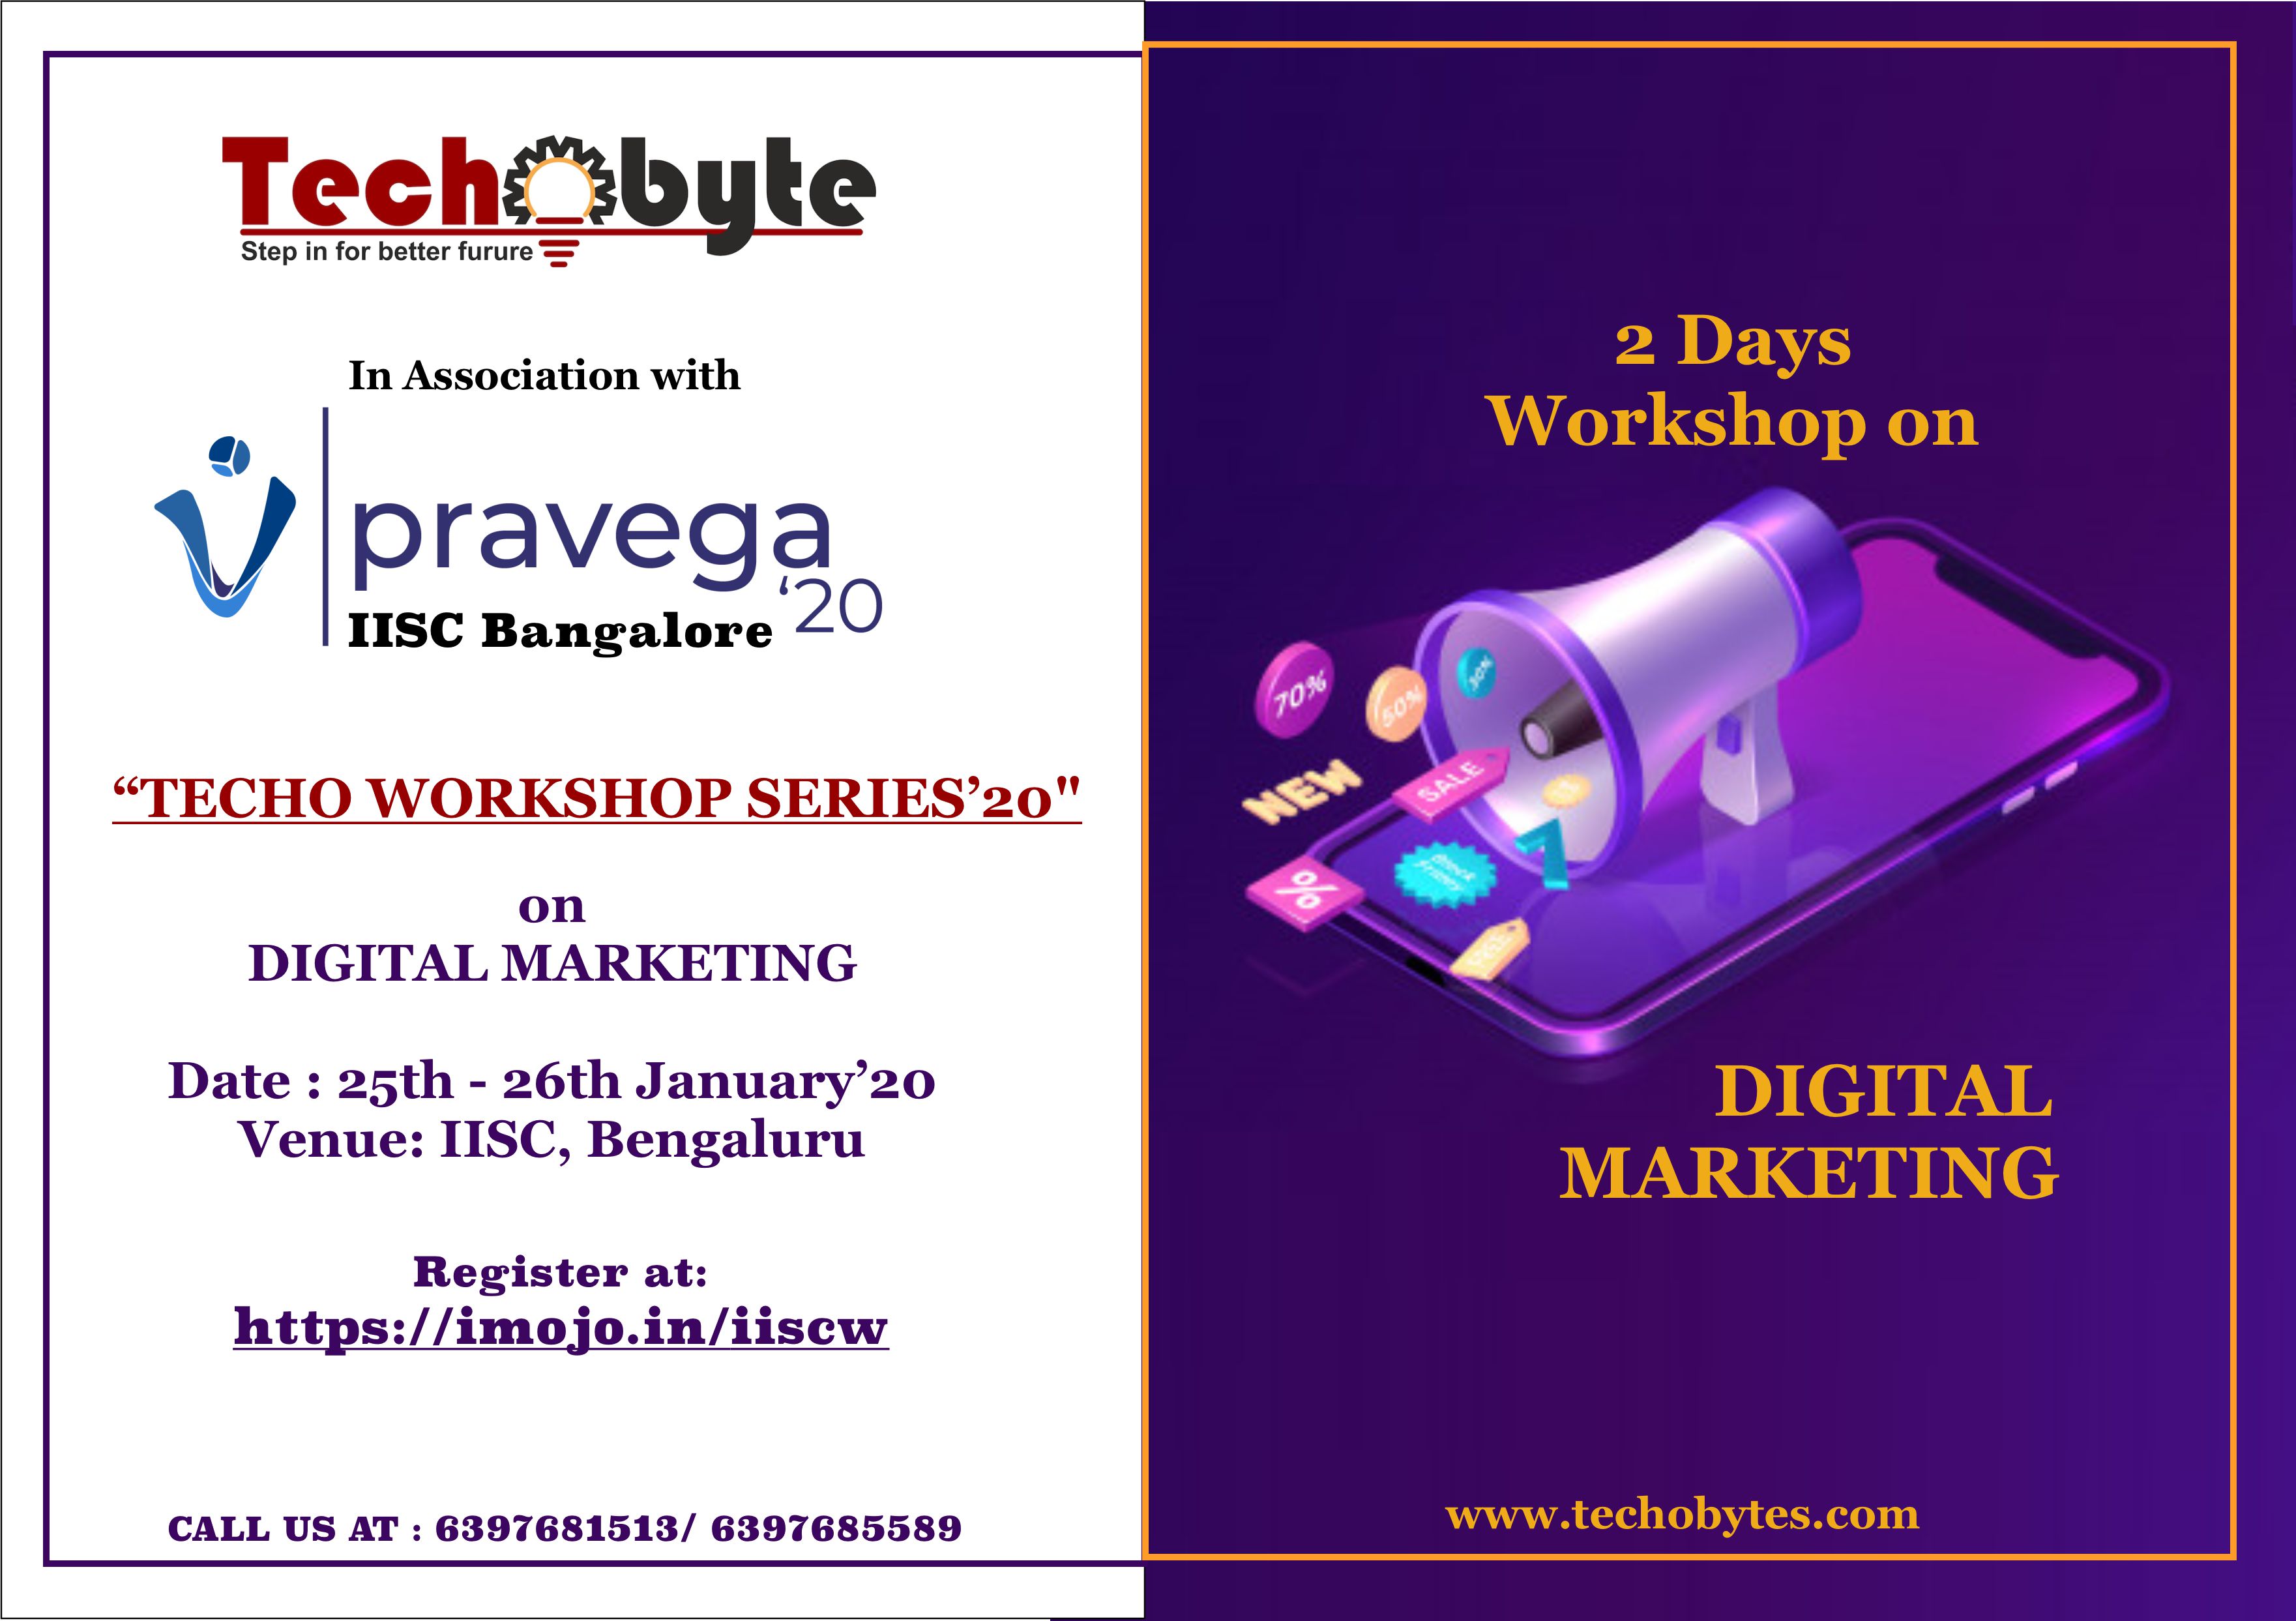 Techobyte
Step in for better furure
In Association with
pravega
‘20
IISC Bangalore
“TECHO WORKSHOP SERIES’20"
on
DIGITAL MARKETING
Date : 25th - 26th January’20
Venue: IISC, Bengaluru
Register at:
https://imojo.in/iiscw
CALL US AT : 6397681513/ 6397685589
2 Days
Workshop on
70%
50%
30%
NEW
SALE
%
Black
Friday
DIGITAL
MARKETING
www.techobytes.com